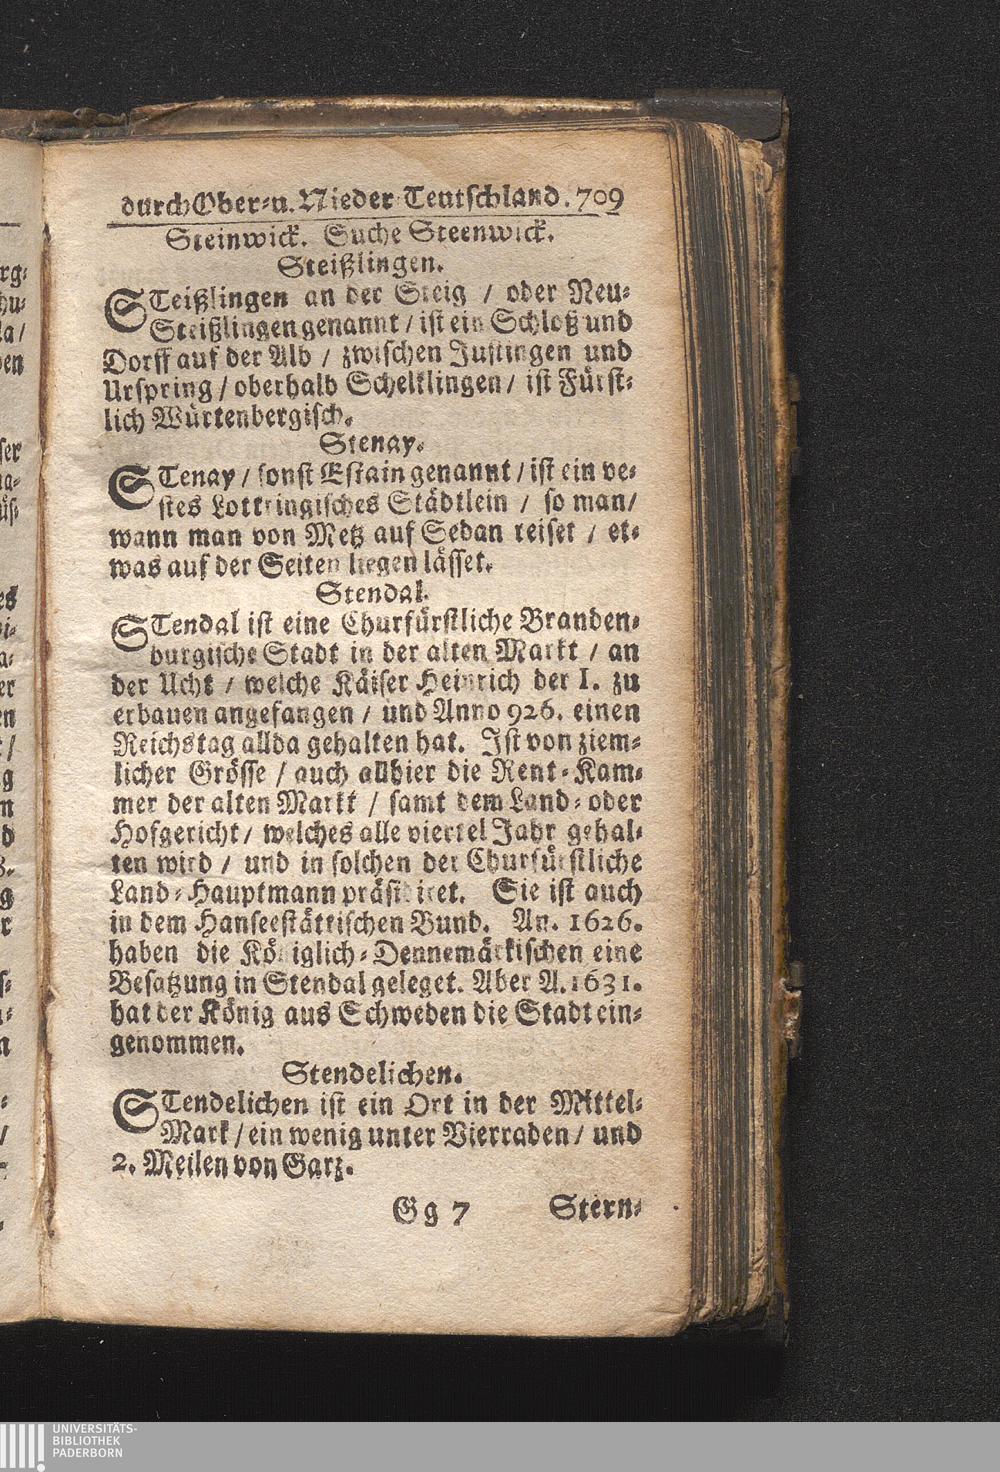 durch Ober- u. Nieder Teutschland. 709
Steinwick. Suche Steenwick.
Steißlingen.
STeißlingen an der Steig / oder Neu-
Steißlingen genannt / ist ein Schloß und
Dorff auf der Alb / zwischen Justingen und
Urspring / oberhalb Schelklingen / ist Fürst-
lich Würtenbergisch.
Stenay.
STenay / sonst Estain genannt / ist ein ve-
stes Lottringisches Städtlein / so man /
wann man von Metz auf Sedan reiset / et-
was auf der Seiten liegen lässet.
Stendal.
STendal ist eine Churfürstliche Branden-
burgische Stadt in der alten Markt / an
der Ucht / welche Käiser Heinrich der I. zu
erbauen angefangen / und Anno 926. einen
Reichstag allda gehalten hat. Ist von ziem-
licher Grösse / auch allhier die Rent-Kam-
mer der alten Markt / samt dem Land- oder
Hofgericht / welches alle viertel Jahr gehal-
ten wird / und in solchen der Churfürstliche
Land-Hauptmann präsidiret. Sie ist auch
in dem Hanseestättischen Bund. An. 1626.
haben die Königlich-Dennemärkischen eine
Besatzung in Stendal geleget. Aber A. 1631.
hat der König aus Schweden die Stadt ein-
genommen.
Stendelichen.
STendelichen ist ein Ort in der Mittel-
Mark / ein wenig unter Vierraden / und
2. Meilen von Garz.
Gg 7 Stern-
UNIVERSITÄTS-
BIBLIOTHEK
PADERBORN